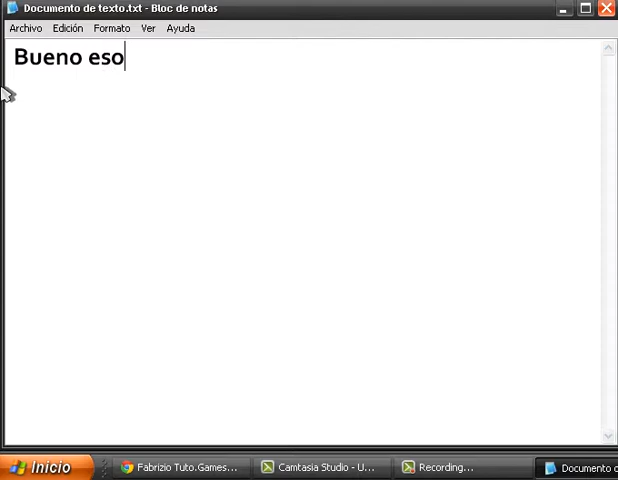 Documento de texto.txt - Bloc de notas
Archivo Edición Formato Ver Ayuda
Bueno eso
Inicio Fabrizio Tuto.Games... Camtasia Studio - U... Recording... Documento